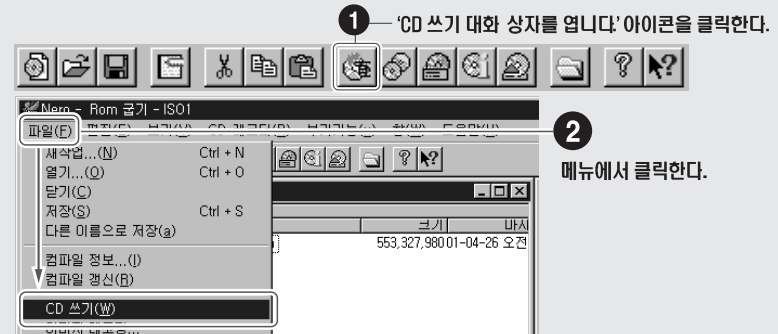 1 'CD 쓰기 대화 상자를 엽니다.' 아이콘을 클릭한다.
Nero - Rom 굽기 - ISO1
파일(F)
2
메뉴에서 클릭한다.
새작업...(N) Ctrl + N
열기...(O) Ctrl + O
닫기(C)
저장(S) Ctrl + S
다른 이름으로 저장(a)
크기
553,327,980 01-04-26 오전
컴파일 정보...(I)
컴파일 갱신(R)
CD 쓰기(W)